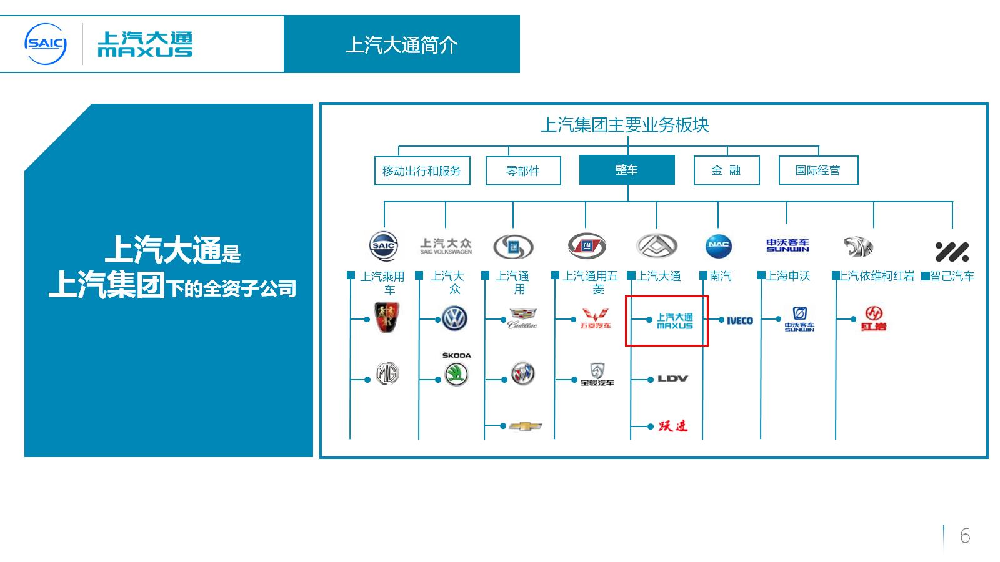 SAIC
上汽大通
MAXUS
上汽大通简介
上汽大通是
上汽集团下的全资子公司
上汽集团主要业务板块
移动出行和服务
零部件
整车
金 融
国际经营
SAIC
上汽大众
SAIC VOLKSWAGEN
GM
GM
NAC
申沃客车
SUNWIN
上汽乘用
车
上汽大
众
上汽通
用
上汽通用五
菱
上汽大通
南汽
上海申沃
上汽依维柯红岩
智己汽车
Cadillac
五菱汽车
上汽大通
MAXUS
IVECO
申沃客车
SUNWIN
红岩
MG
ŠKODA
宝骏汽车
LDV
跃进
6